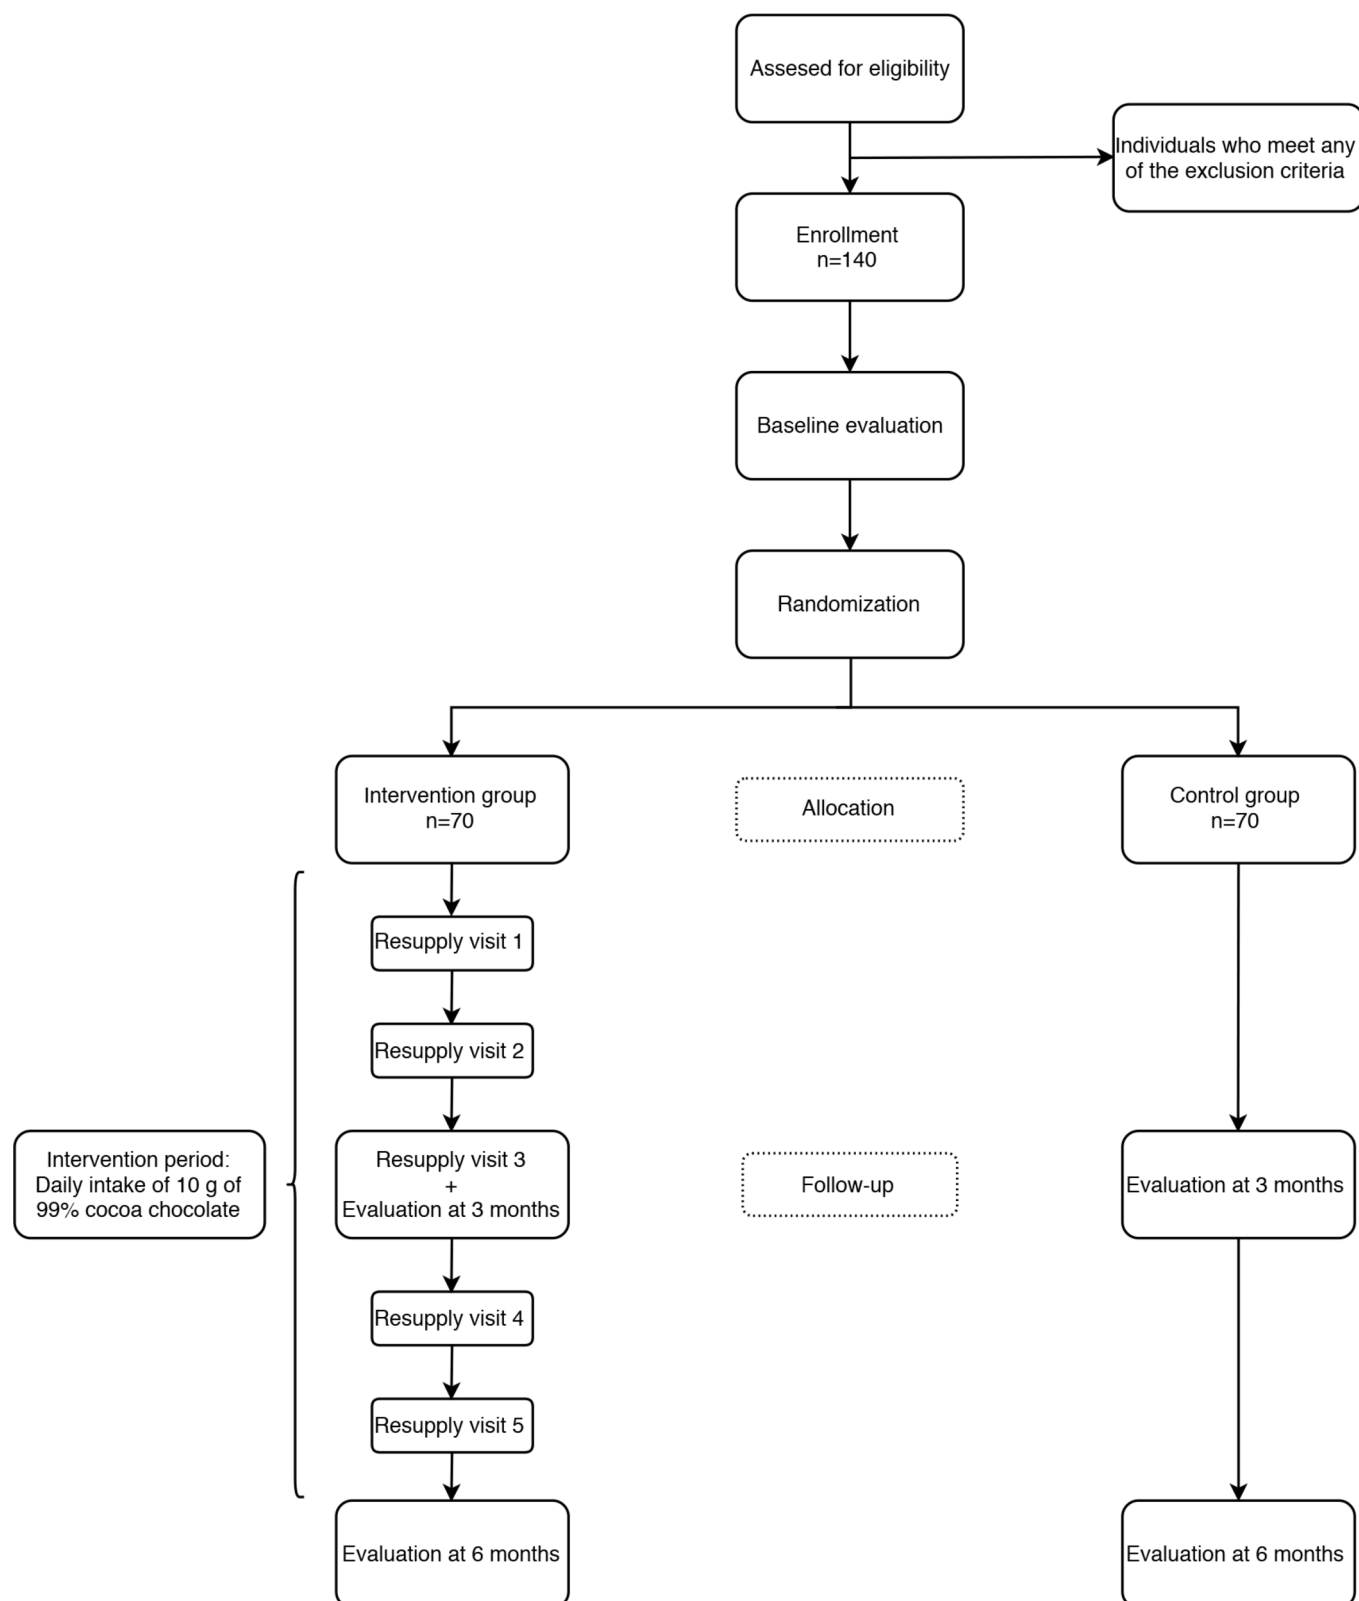 Assesed for eligibility
Individuals who meet any
of the exclusion criteria
Enrollment
n=140
Baseline evaluation
Randomization
Intervention group
n=70
Allocation
Control group
n=70
Resupply visit 1
Resupply visit 2
Intervention period:
Daily intake of 10 g of
99% cocoa chocolate
Resupply visit 3
+
Evaluation at 3 months
Follow-up
Evaluation at 3 months
Resupply visit 4
Resupply visit 5
Evaluation at 6 months
Evaluation at 6 months